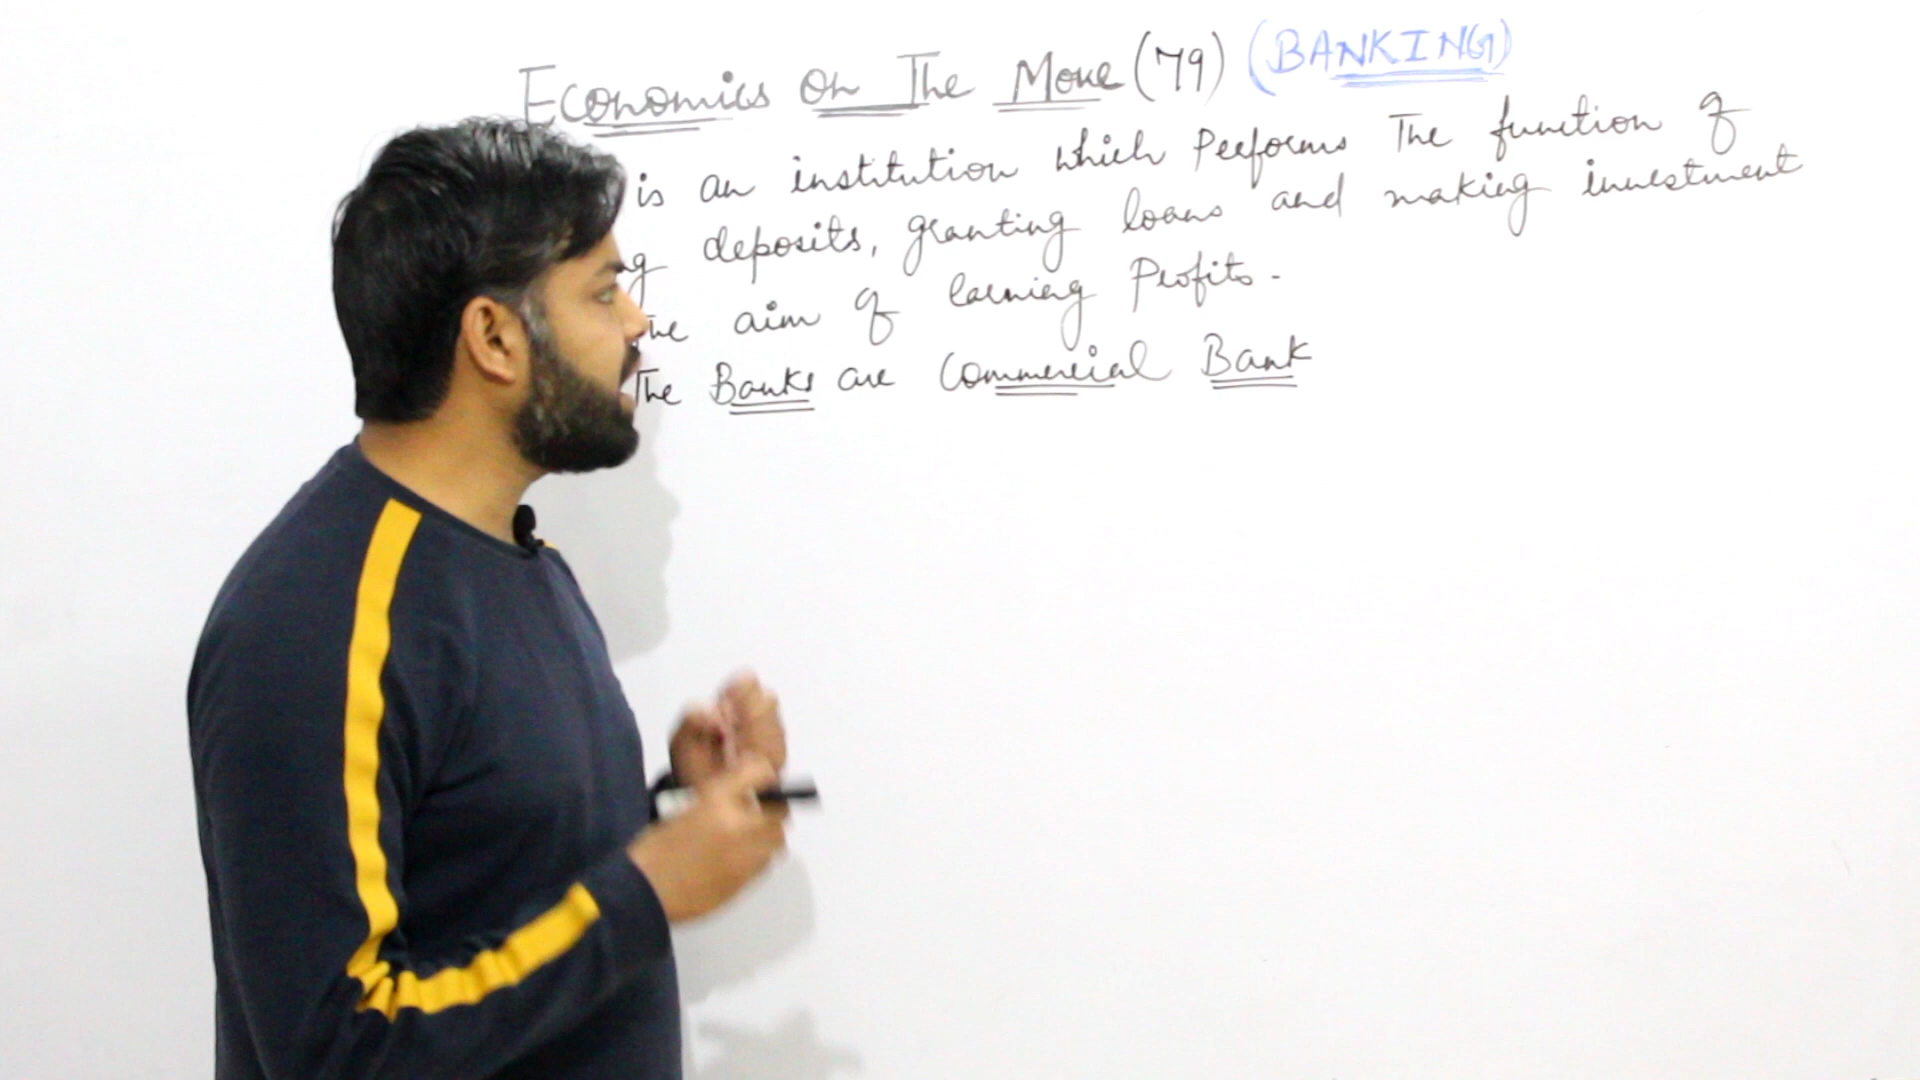 Economics On The Move (79) (BANKING)
is an institution which Performs The function of
deposits, granting loans and making investment
The aim of earning Profits.
The Banks are Commercial Bank